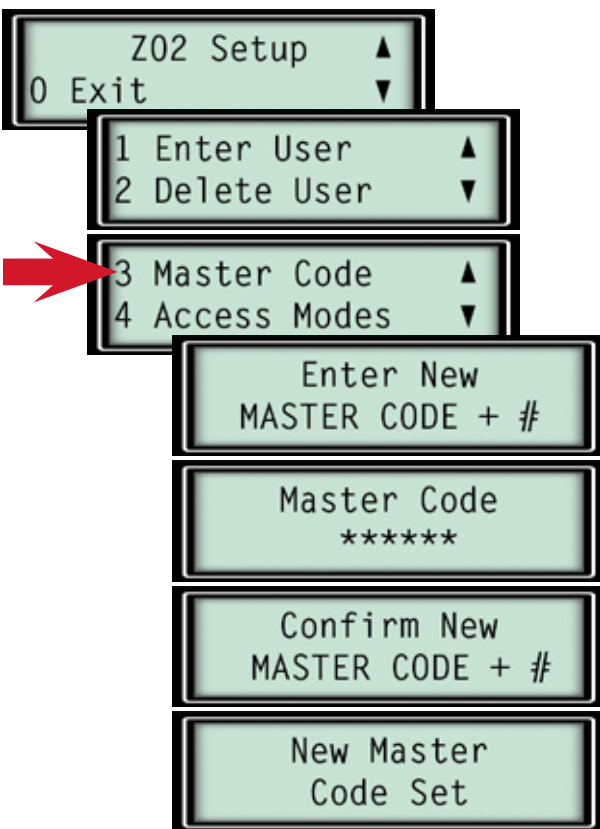 ZO2 Setup ▲
0 Exit ▼
1 Enter User ▲
2 Delete User ▼
3 Master Code ▲
4 Access Modes ▼
Enter New
MASTER CODE + #
Master Code
******
Confirm New
MASTER CODE + #
New Master
Code Set